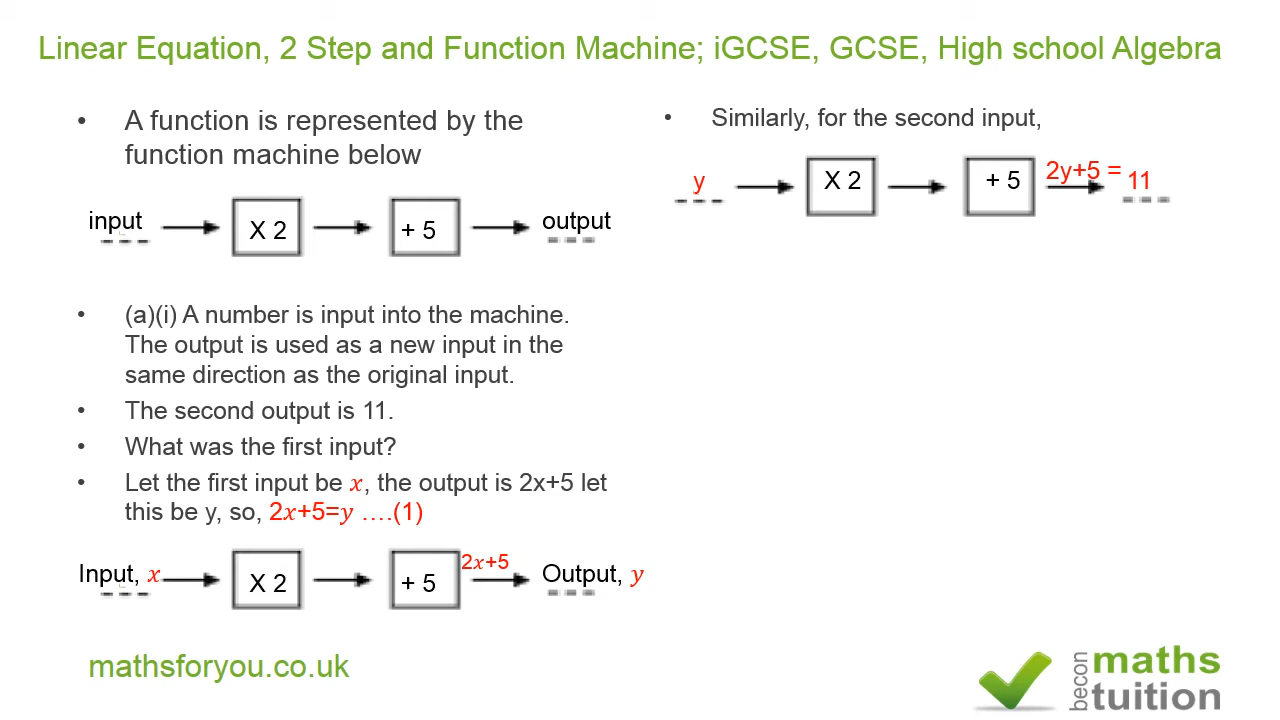 Linear Equation, 2 Step and Function Machine; iGCSE, GCSE, High school Algebra
• A function is represented by the
function machine below
input X 2 + 5 output
• (a)(i) A number is input into the machine.
The output is used as a new input in the
same direction as the original input.
• The second output is 11.
• What was the first input?
• Let the first input be x, the output is 2x+5 let
this be y, so, 2x+5=y ….(1)
Input, x X 2 + 5 2x+5 Output, y
• Similarly, for the second input,
y X 2 + 5 2y+5 = 11
mathsforyou.co.uk
becon
maths
tuition